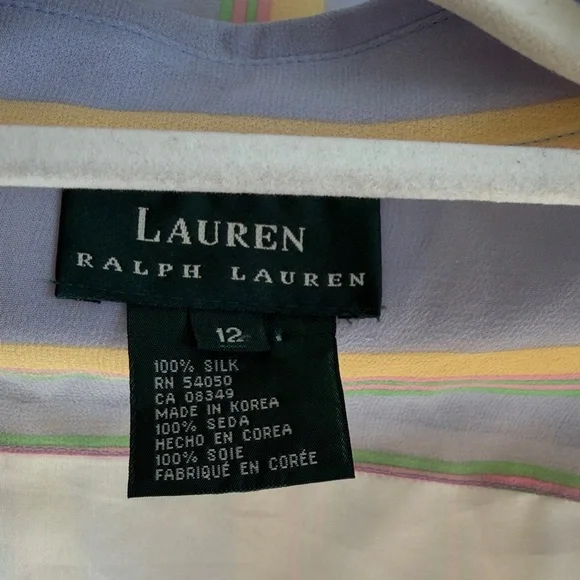 LAUREN
RALPH LAUREN
12
100% SILK
RN 54050
CA 08349
MADE IN KOREA
100% SEDA
HECHO EN COREA
100% SOIE
FABRIQUÉ EN CORÉE